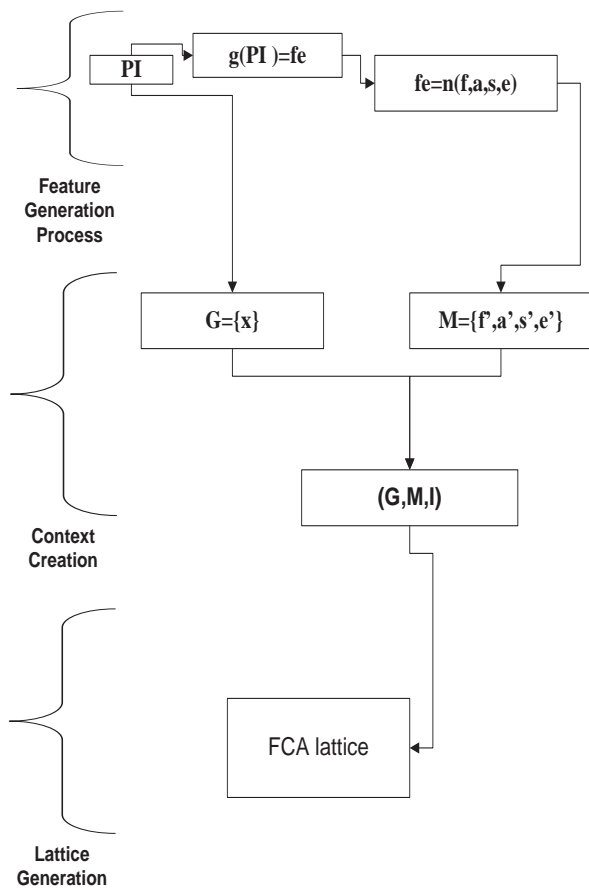 PI
g(PI )=fe
fe=n(f,a,s,e)
Feature
Generation
Process
G={x}
M={f’,a’,s’,e’}
(G,M,I)
Context
Creation
FCA lattice
Lattice
Generation